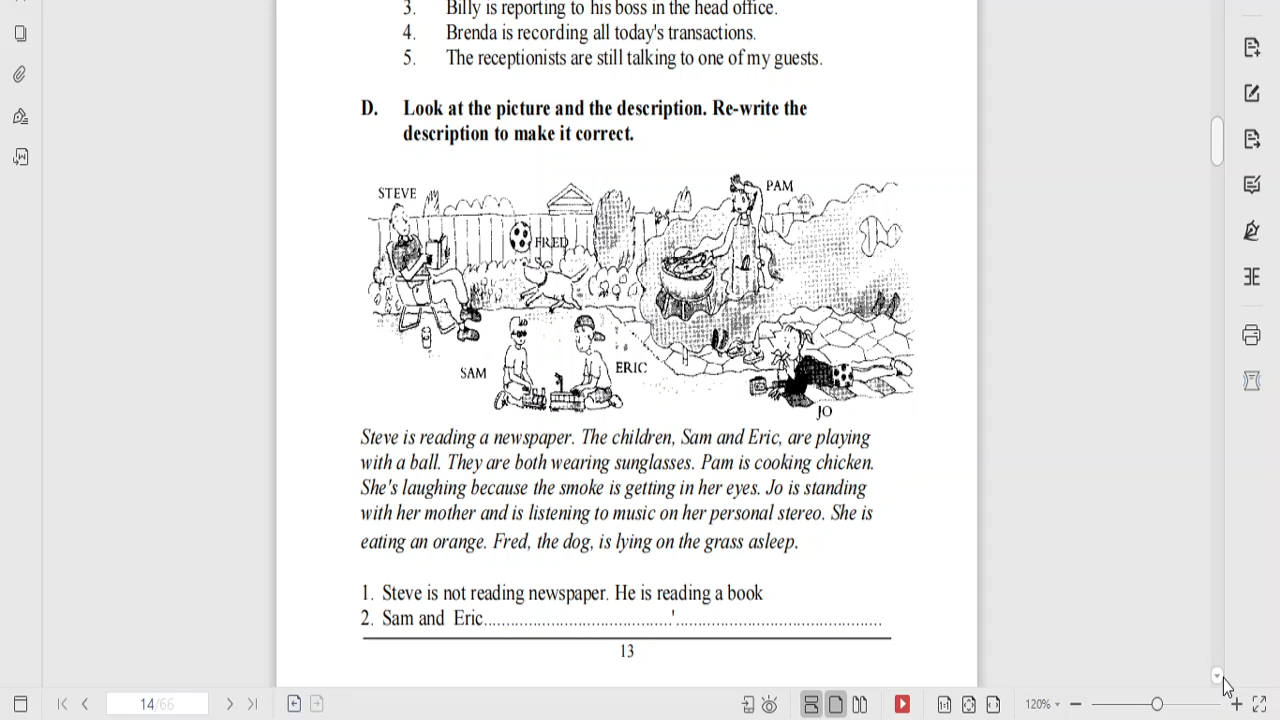 3. Billy is reporting to his boss in the head office.
4. Brenda is recording all today's transactions.
5. The receptionists are still talking to one of my guests.
D. Look at the picture and the description. Re-write the
description to make it correct.
STEVE
PAM
FRED
SAM
ERIC
JO
Steve is reading a newspaper. The children, Sam and Eric, are playing
with a ball. They are both wearing sunglasses. Pam is cooking chicken.
She's laughing because the smoke is getting in her eyes. Jo is standing
with her mother and is listening to music on her personal stereo. She is
eating an orange. Fred, the dog, is lying on the grass asleep.
1. Steve is not reading newspaper. He is reading a book
2. Sam and Eric..........................................'..............................................
13
14/66
1:1
120%